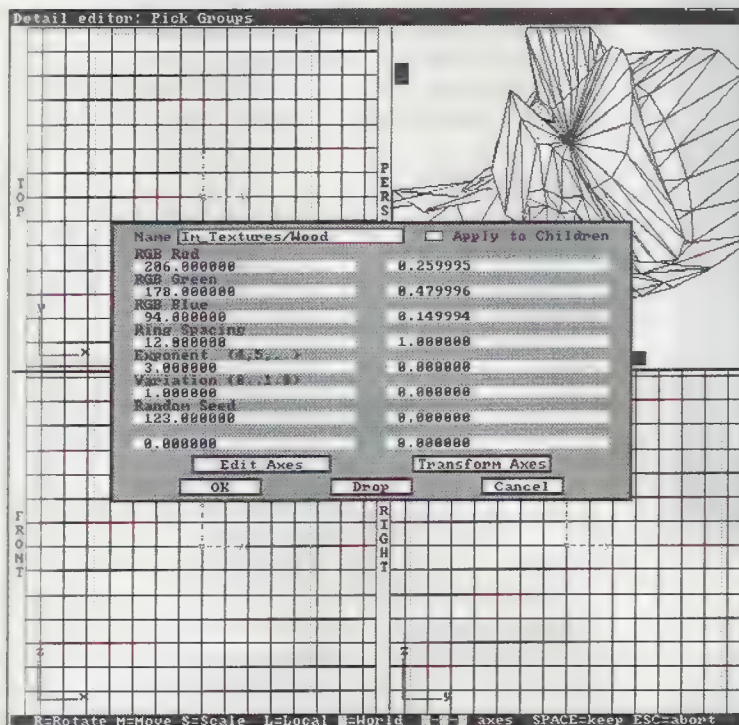 Detail editor: Pick Groups
TOP
PERS
Name Im_Textures/Wood Apply to Children
RGB Red
206.000000 0.259995
RGB Green
178.000000 0.479996
RGB Blue
94.000000 0.149994
Ring Spacing
12.000000 1.000000
Exponent
3.000000 0.000000
Variation
1.000000 0.000000
Random Seed
123.000000 0.000000
0.000000 0.000000
Edit Axes Transform Axes
OK Drop Cancel
y
x
FRONT
RIGHT
z
x
z
y
R=Rotate M=Move S=Scale L=Local =World axes SPACE=keep ESC=abort